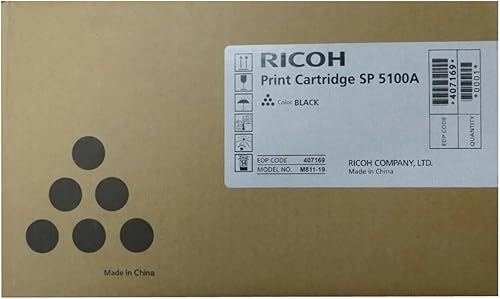 RICOH
Print Cartridge SP 5100A
Color BLACK
EDP CODE 407169
MODEL NO. M811-19
RICOH COMPANY, LTD.
Made in China
*407169*
EDP CODE
*0001*
QUANTITY
Made in China